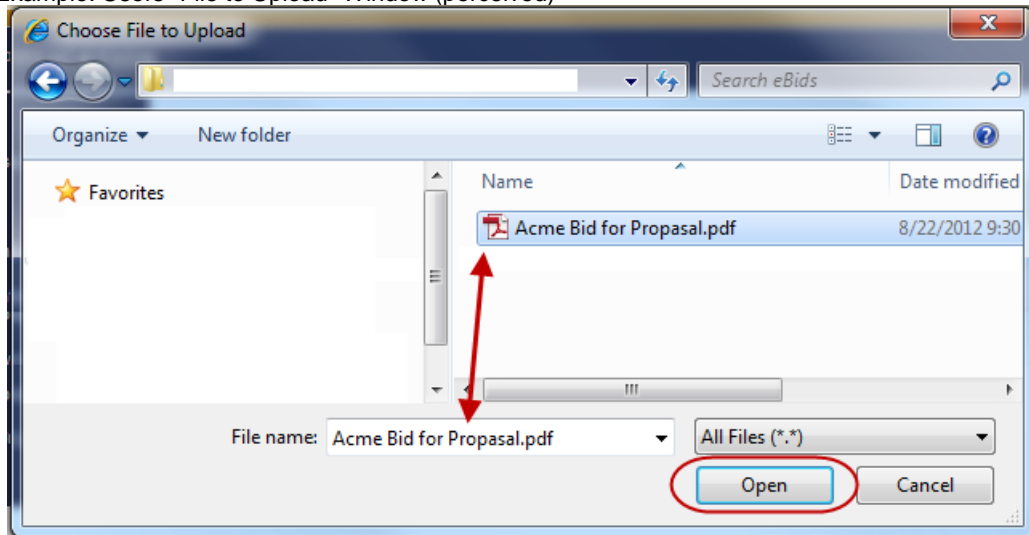 Choose File to Upload
Search eBids
Organize New folder
Favorites
Name Date modified
Acme Bid for Propasal.pdf 8/22/2012 9:30
File name: Acme Bid for Propasal.pdf All Files (*.*)
Open Cancel